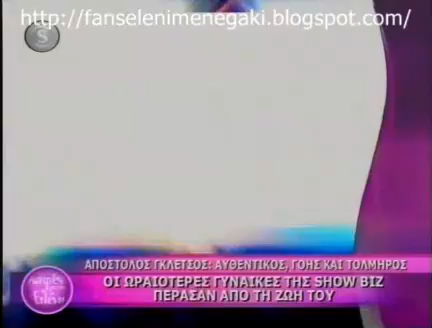 http://fanselenimenegaki.blogspot.com/
S
ΑΠΟΣΤΟΛΟΣ ΓΚΛΕΤΣΟΣ: ΑΥΘΕΝΤΙΚΟΣ, ΓΟΗΣ ΚΑΙ ΤΟΛΜΗΡΟΣ
ΟΙ ΩΡΑΙΟΤΕΡΕΣ ΓΥΝΑΙΚΕΣ ΤΗΣ SHOW BIZ
ΠΕΡΑΣΑΝ ΑΠΟ ΤΗ ΖΩΗ ΤΟΥ